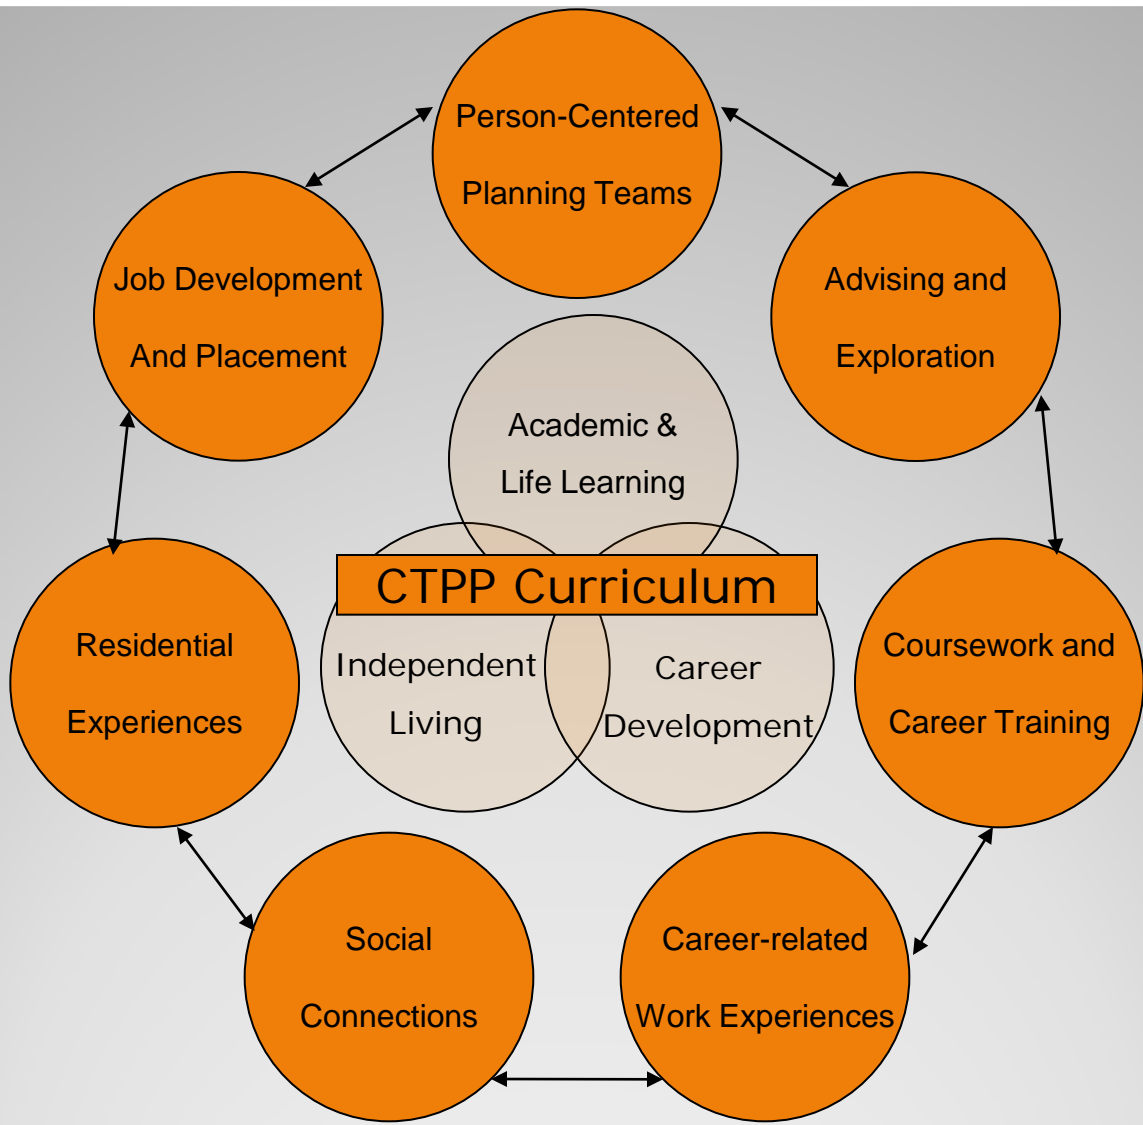 Person-Centered
Planning Teams
Job Development
And Placement
Advising and
Exploration
Academic &
Life Learning
CTPP Curriculum
Residential
Experiences
Independent
Living
Career
Development
Coursework and
Career Training
Social
Connections
Career-related
Work Experiences